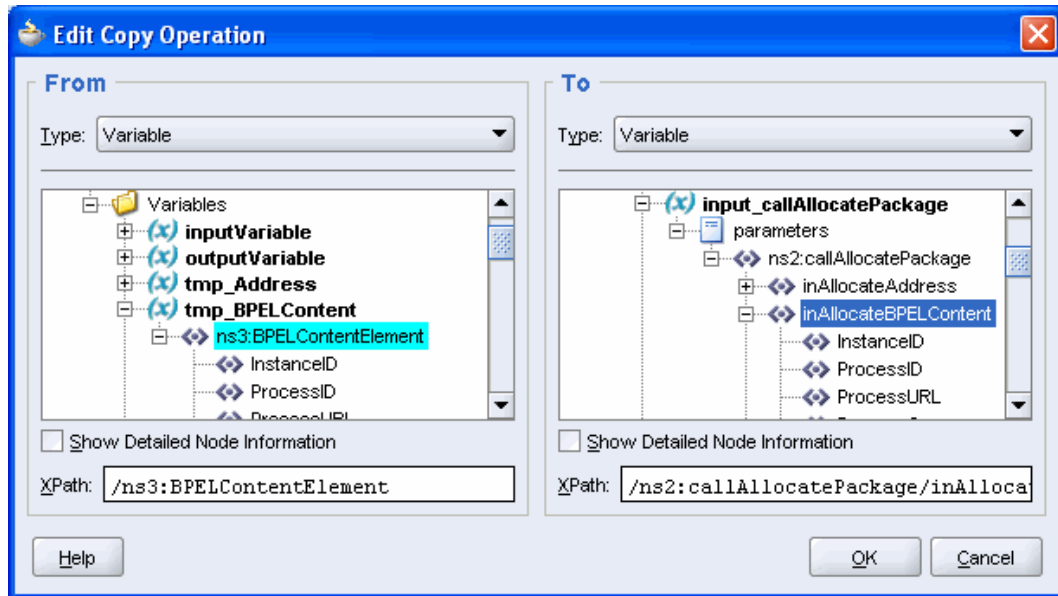 Edit Copy Operation
From
Type: Variable
Variables
inputVariable
outputVariable
tmp_Address
tmp_BPELContent
ns3:BPELContentElement
InstanceID
ProcessID
Show Detailed Node Information
XPath: /ns3:BPELContentElement
To
Type: Variable
input_callAllocatePackage
parameters
ns2:callAllocatePackage
inAllocateAddress
inAllocateBPELContent
InstanceID
ProcessID
ProcessURL
Show Detailed Node Information
XPath: /ns2:callAllocatePackage/inAlloca
Help
OK
Cancel